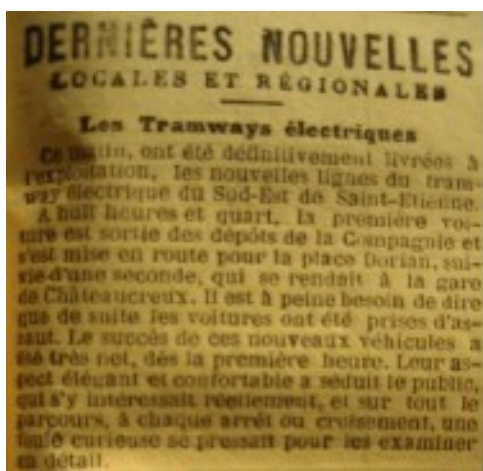 DERNIÈRES NOUVELLES
LOCALES ET RÉGIONALES
Les Tramways électriques
Ce matin, ont été définitivement livrées à
l'exploitation, les nouvelles lignes du tram-
way électrique du Sud-Est de Saint-Etienne.
A huit heures et quart, la première voi-
ture est sortie des dépôts de la Compagnie et
s'est mise en route pour la place Dorian, sui-
vie d'une seconde, qui se rendait à la gare
de Châteaucreux. Il est à peine besoin de dire
que de suite les voitures ont été prises d'as-
saut. Le succès de ces nouveaux véhicules a
été très net, dès la première heure. Leur as-
pect élégant et confortable a séduit le public,
qui s'y intéressait réellement, et sur tout le
parcours, à chaque arrêt ou croisement, une
foule curieuse se pressait pour les examiner
en détail.